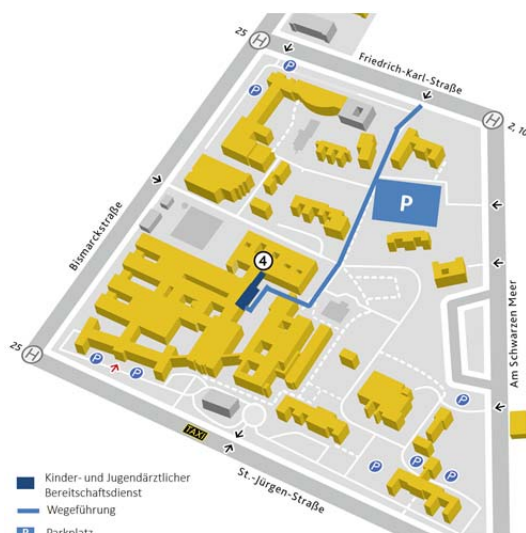 25
H
Friedrich-Karl-Straße
P
P
H
2, 10
P
Bismarckstraße
4
Am Schwarzen Meer
25
H
P
P
P
TAXI
P
P
P
St.-Jürgen-Straße
Kinder- und Jugendärztlicher
Bereitschaftsdienst
Wegeführung
P Parkplatz